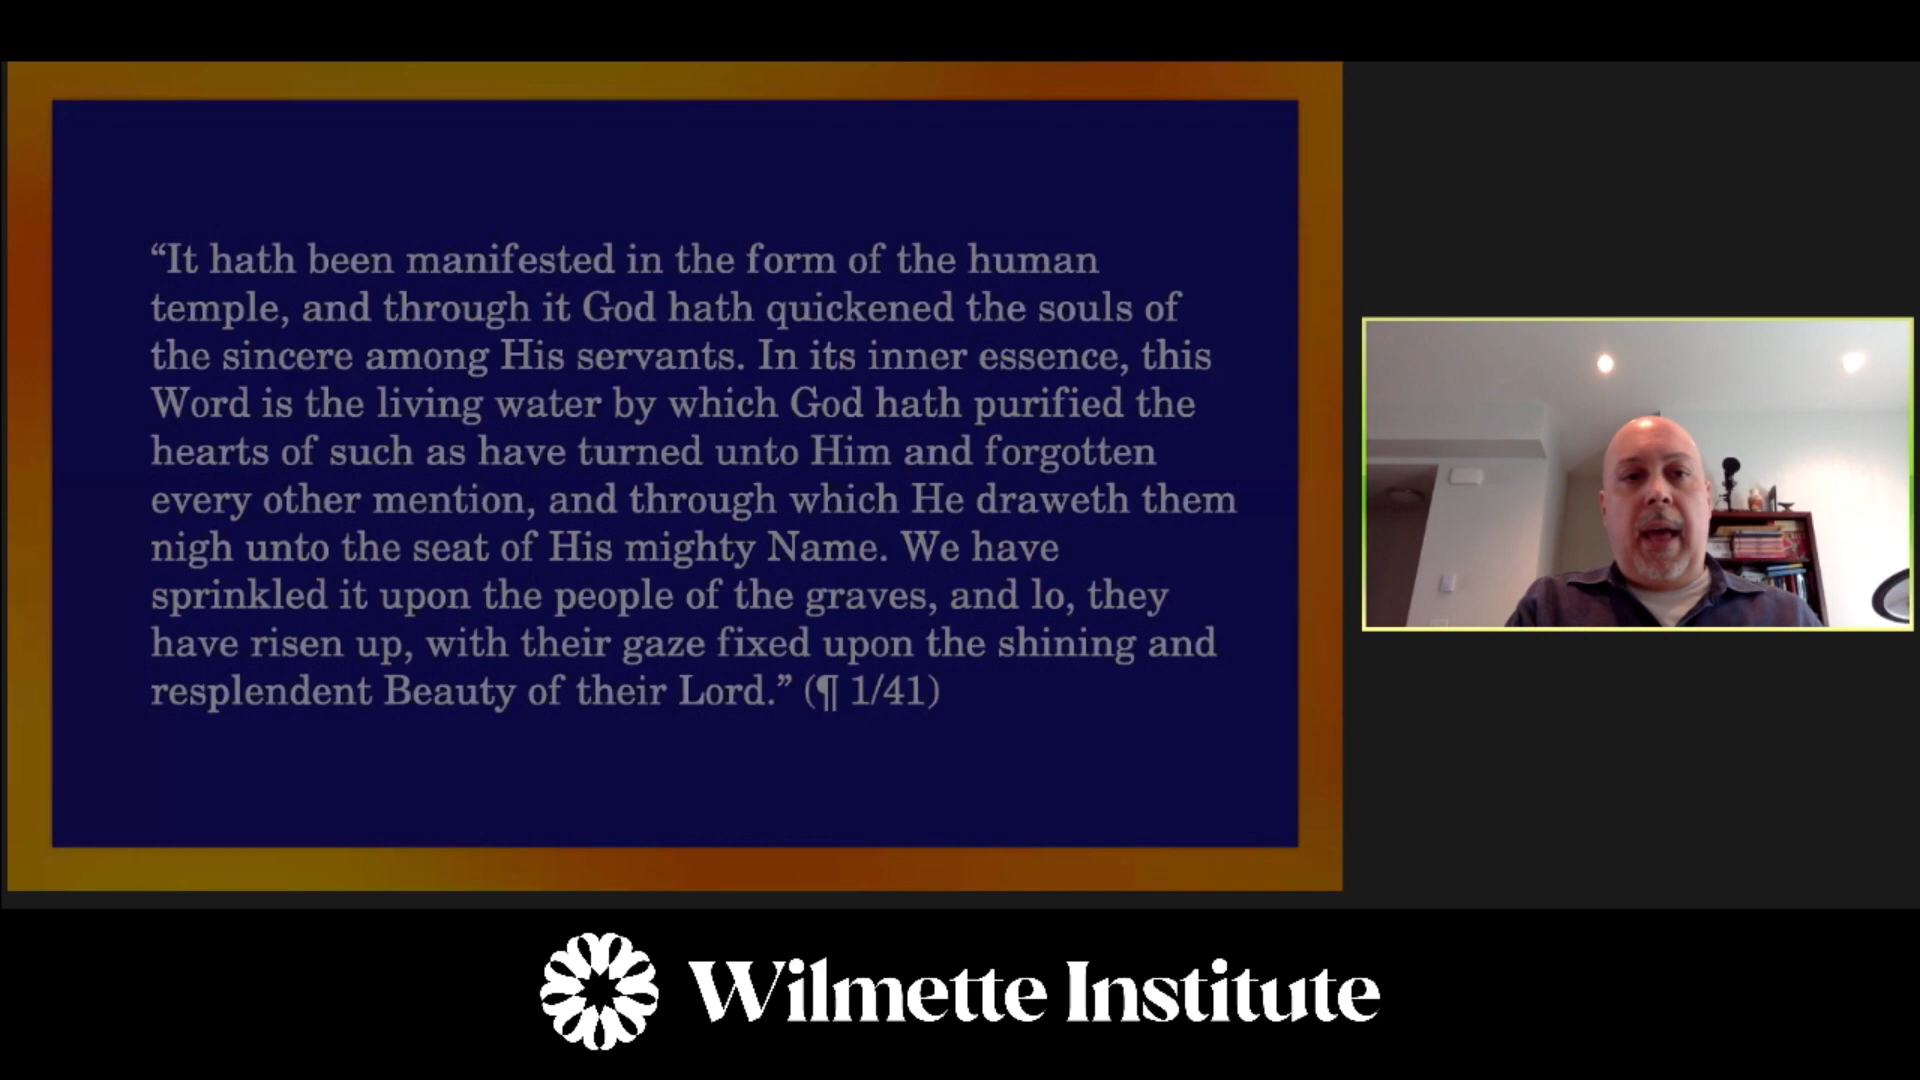 “It hath been manifested in the form of the human
temple, and through it God hath quickened the souls of
the sincere among His servants. In its inner essence, this
Word is the living water by which God hath purified the
hearts of such as have turned unto Him and forgotten
every other mention, and through which He draweth them
nigh unto the seat of His mighty Name. We have
sprinkled it upon the people of the graves, and lo, they
have risen up, with their gaze fixed upon the shining and
resplendent Beauty of their Lord.” (¶ 1/41)
Wilmette Institute